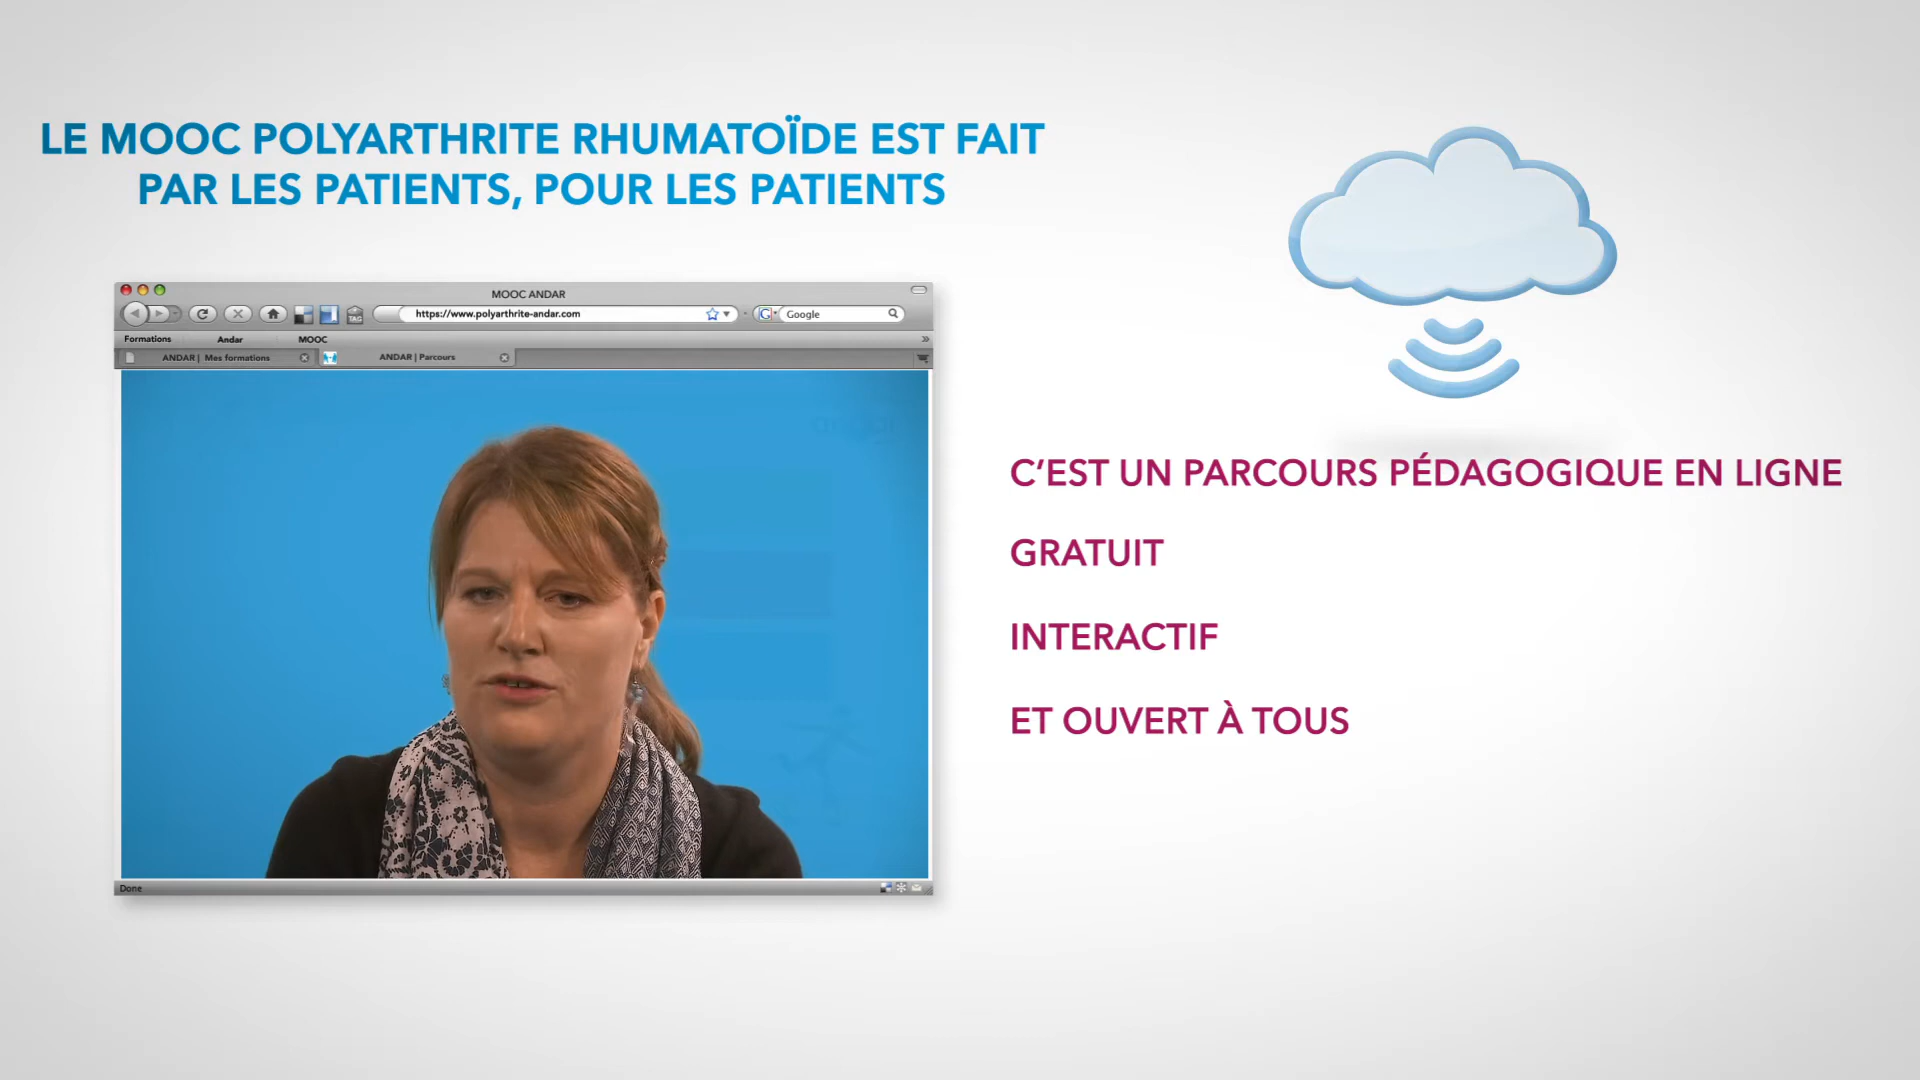 LE MOOC POLYARTHRITE RHUMATOÏDE EST FAIT
PAR LES PATIENTS, POUR LES PATIENTS
MOOC ANDAR
https://www.polyarthrite-andar.com
Google
TAG
Formations Andar MOOC
ANDAR | Mes formations ANDAR | Parcours
Done
C’EST UN PARCOURS PÉDAGOGIQUE EN LIGNE
GRATUIT
INTERACTIF
ET OUVERT À TOUS